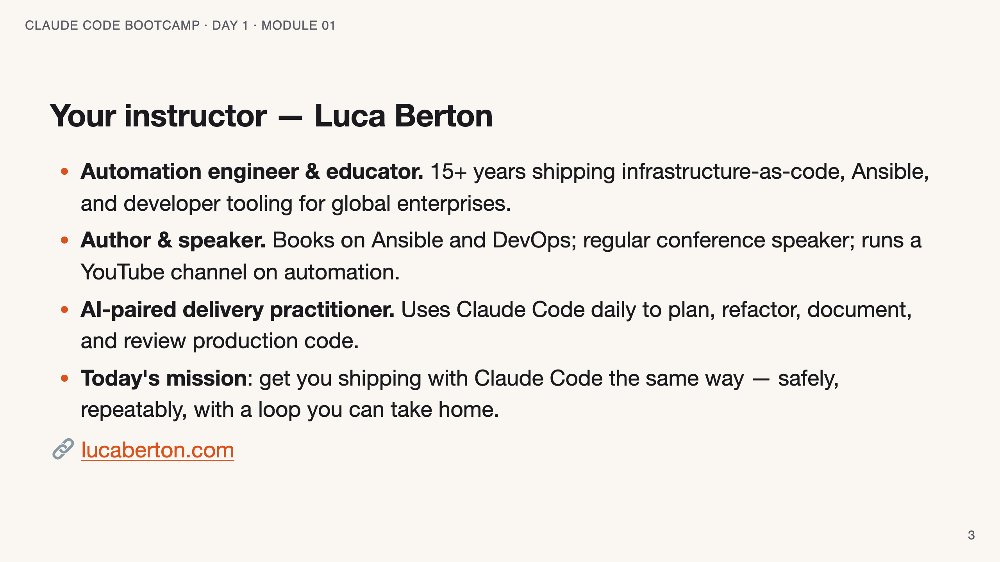 CLAUDE CODE BOOTCAMP · DAY 1 · MODULE 01
Your instructor — Luca Berton
• Automation engineer & educator. 15+ years shipping infrastructure-as-code, Ansible,
and developer tooling for global enterprises.
• Author & speaker. Books on Ansible and DevOps; regular conference speaker; runs a
YouTube channel on automation.
• AI-paired delivery practitioner. Uses Claude Code daily to plan, refactor, document,
and review production code.
• Today's mission: get you shipping with Claude Code the same way — safely,
repeatably, with a loop you can take home.
🔗 lucaberton.com
3